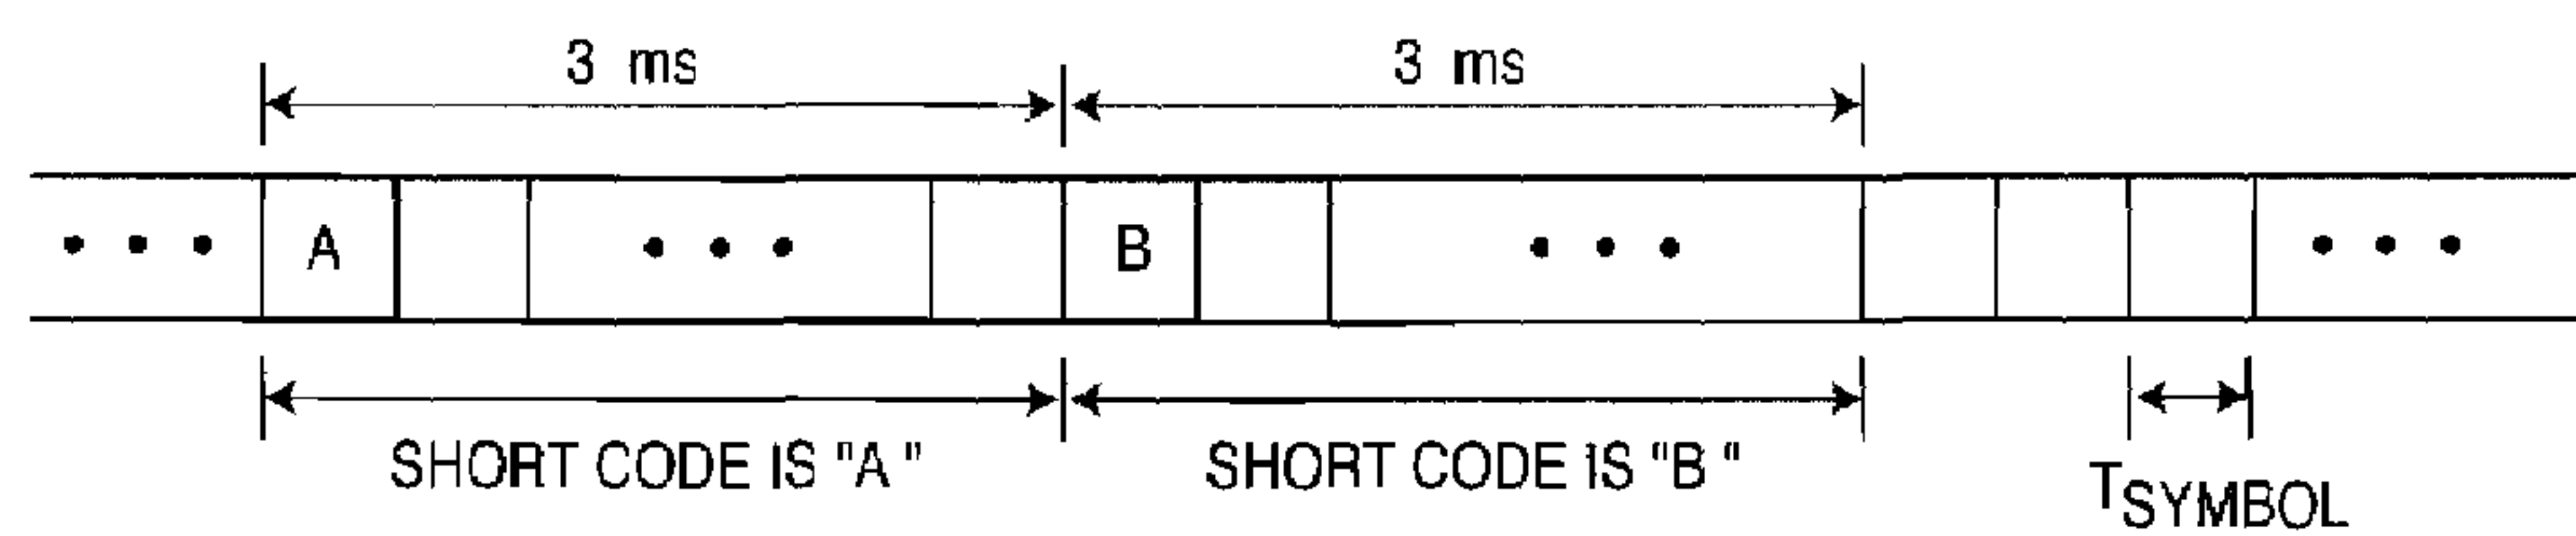 3 ms 3 ms
• • • A • • • B • • • • • •
SHORT CODE IS "A " SHORT CODE IS "B "
TSYMBOL